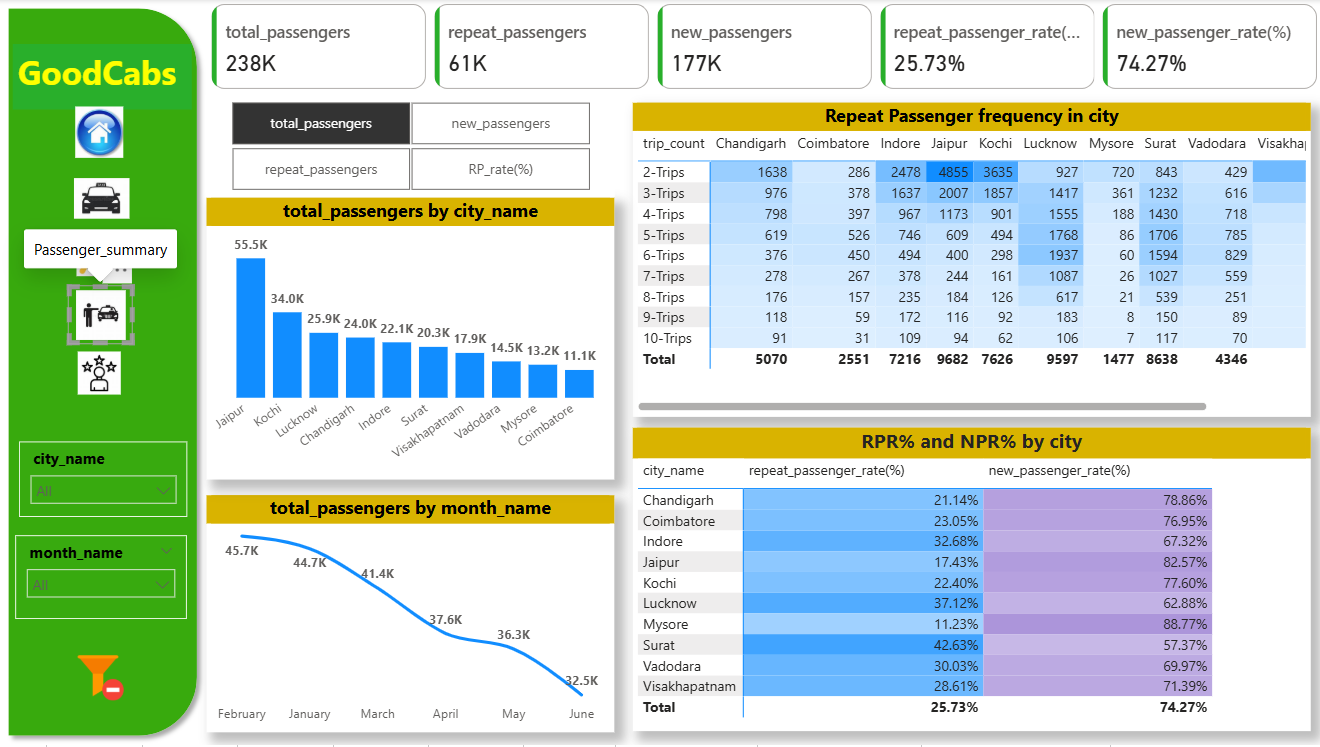 GoodCabs
Passenger_summary
city_name
All
month_name
All
total_passengers
238K
repeat_passengers
61K
new_passengers
177K
repeat_passenger_rate(...
25.73%
new_passenger_rate(%)
74.27%
total_passengers new_passengers
repeat_passengers RP_rate(%)
total_passengers by city_name
55.5K
34.0K
25.9K
24.0K
22.1K
20.3K
17.9K
14.5K
13.2K
11.1K
Jaipur
Kochi
Lucknow
Chandigarh
Indore
Surat
Visakhapatnam
Vadodara
Mysore
Coimbatore
total_passengers by month_name
45.7K
44.7K
41.4K
37.6K
36.3K
32.5K
February January March April May June
Repeat Passenger frequency in city
trip_count Chandigarh Coimbatore Indore Jaipur Kochi Lucknow Mysore Surat Vadodara Visakhap
2-Trips 1638 286 2478 4855 3635 927 720 843 429
3-Trips 976 378 1637 2007 1857 1417 361 1232 616
4-Trips 798 397 967 1173 901 1555 188 1430 718
5-Trips 619 526 746 609 494 1768 86 1706 785
6-Trips 376 450 494 400 298 1937 60 1594 829
7-Trips 278 267 378 244 161 1087 26 1027 559
8-Trips 176 157 235 184 126 617 21 539 251
9-Trips 118 59 172 116 92 183 8 150 89
10-Trips 91 31 109 94 62 106 7 117 70
Total 5070 2551 7216 9682 7626 9597 1477 8638 4346
RPR% and NPR% by city
city_name repeat_passenger_rate(%) new_passenger_rate(%)
Chandigarh 21.14% 78.86%
Coimbatore 23.05% 76.95%
Indore 32.68% 67.32%
Jaipur 17.43% 82.57%
Kochi 22.40% 77.60%
Lucknow 37.12% 62.88%
Mysore 11.23% 88.77%
Surat 42.63% 57.37%
Vadodara 30.03% 69.97%
Visakhapatnam 28.61% 71.39%
Total 25.73% 74.27%